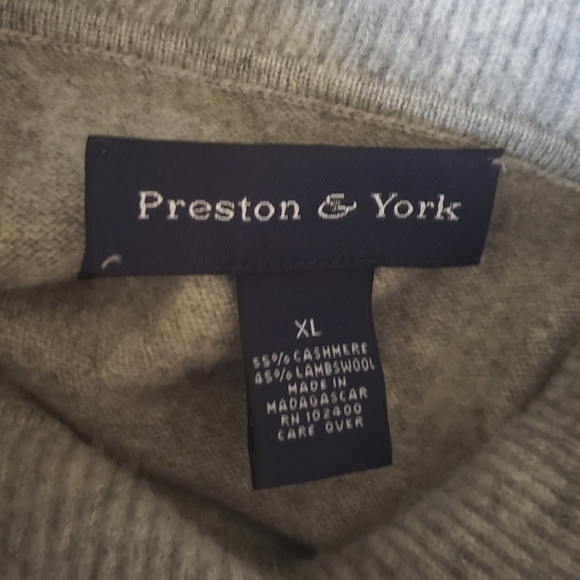 Preston & York
XL
55% CASHMERE
45% LAMBSWOOL
MADE IN
MADAGASCAR
RN 102400
CARE OVER